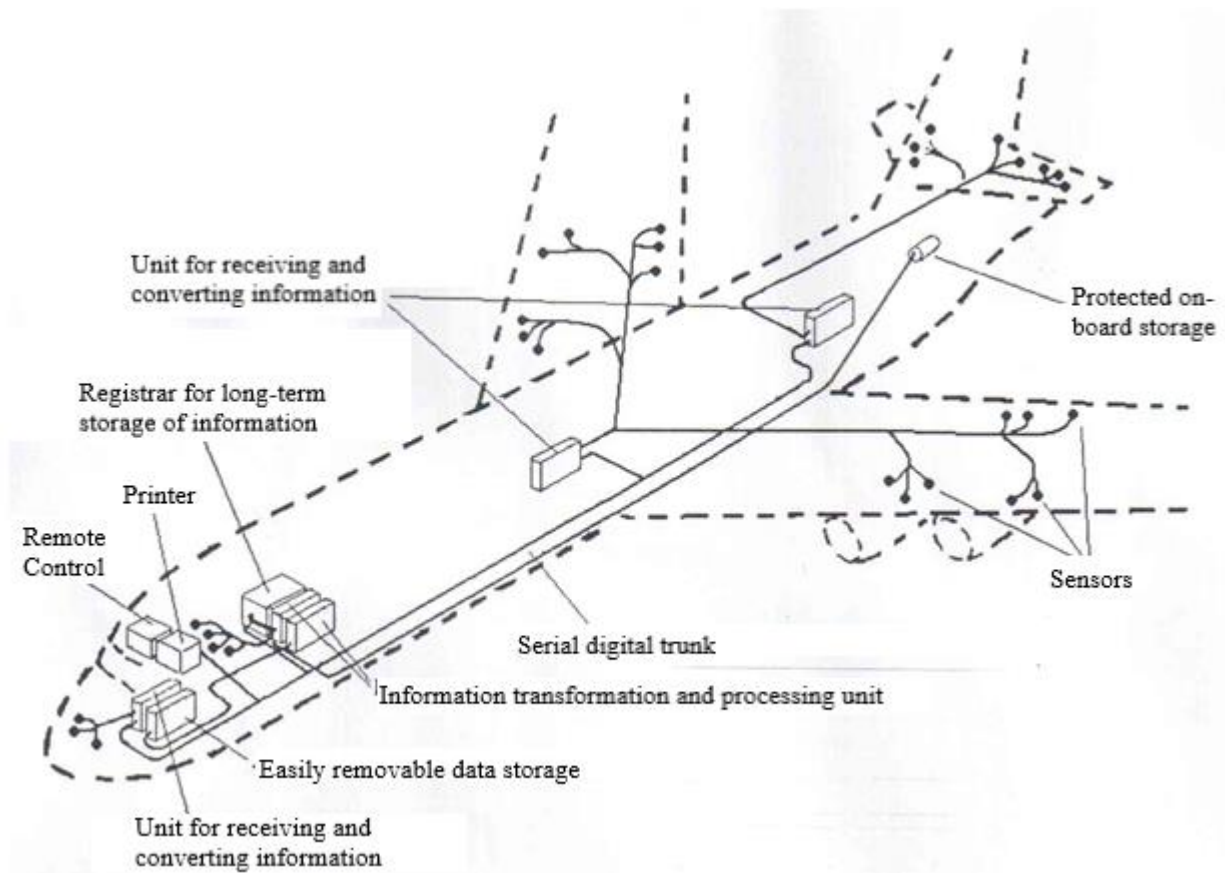 Unit for receiving and
converting information
Protected on-
board storage
Registrar for long-term
storage of information
Printer
Remote
Control
Sensors
Serial digital trunk
Information transformation and processing unit
Easily removable data storage
Unit for receiving and
converting information